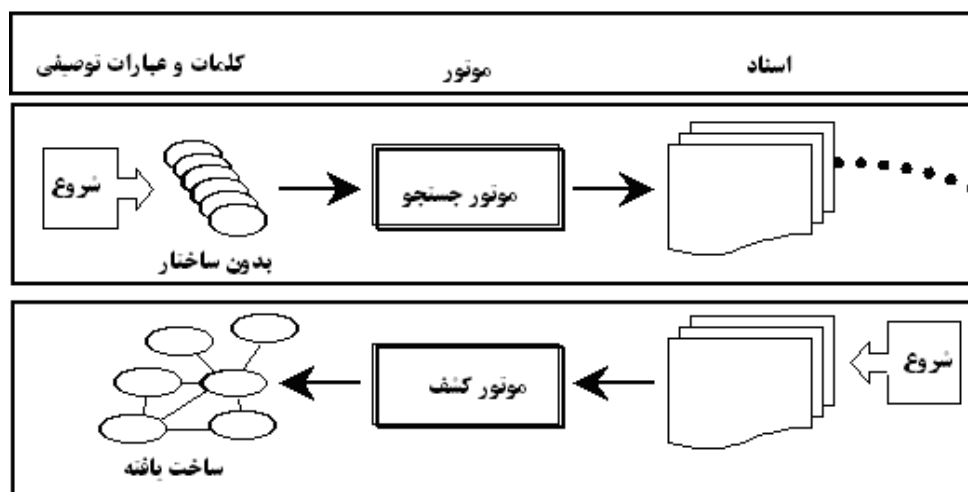 کلمات و عبارات توصیفی موتور اسناد
شروع موتور جستجو
بدون ساختار
موتور کشف شروع
ساخت یافته